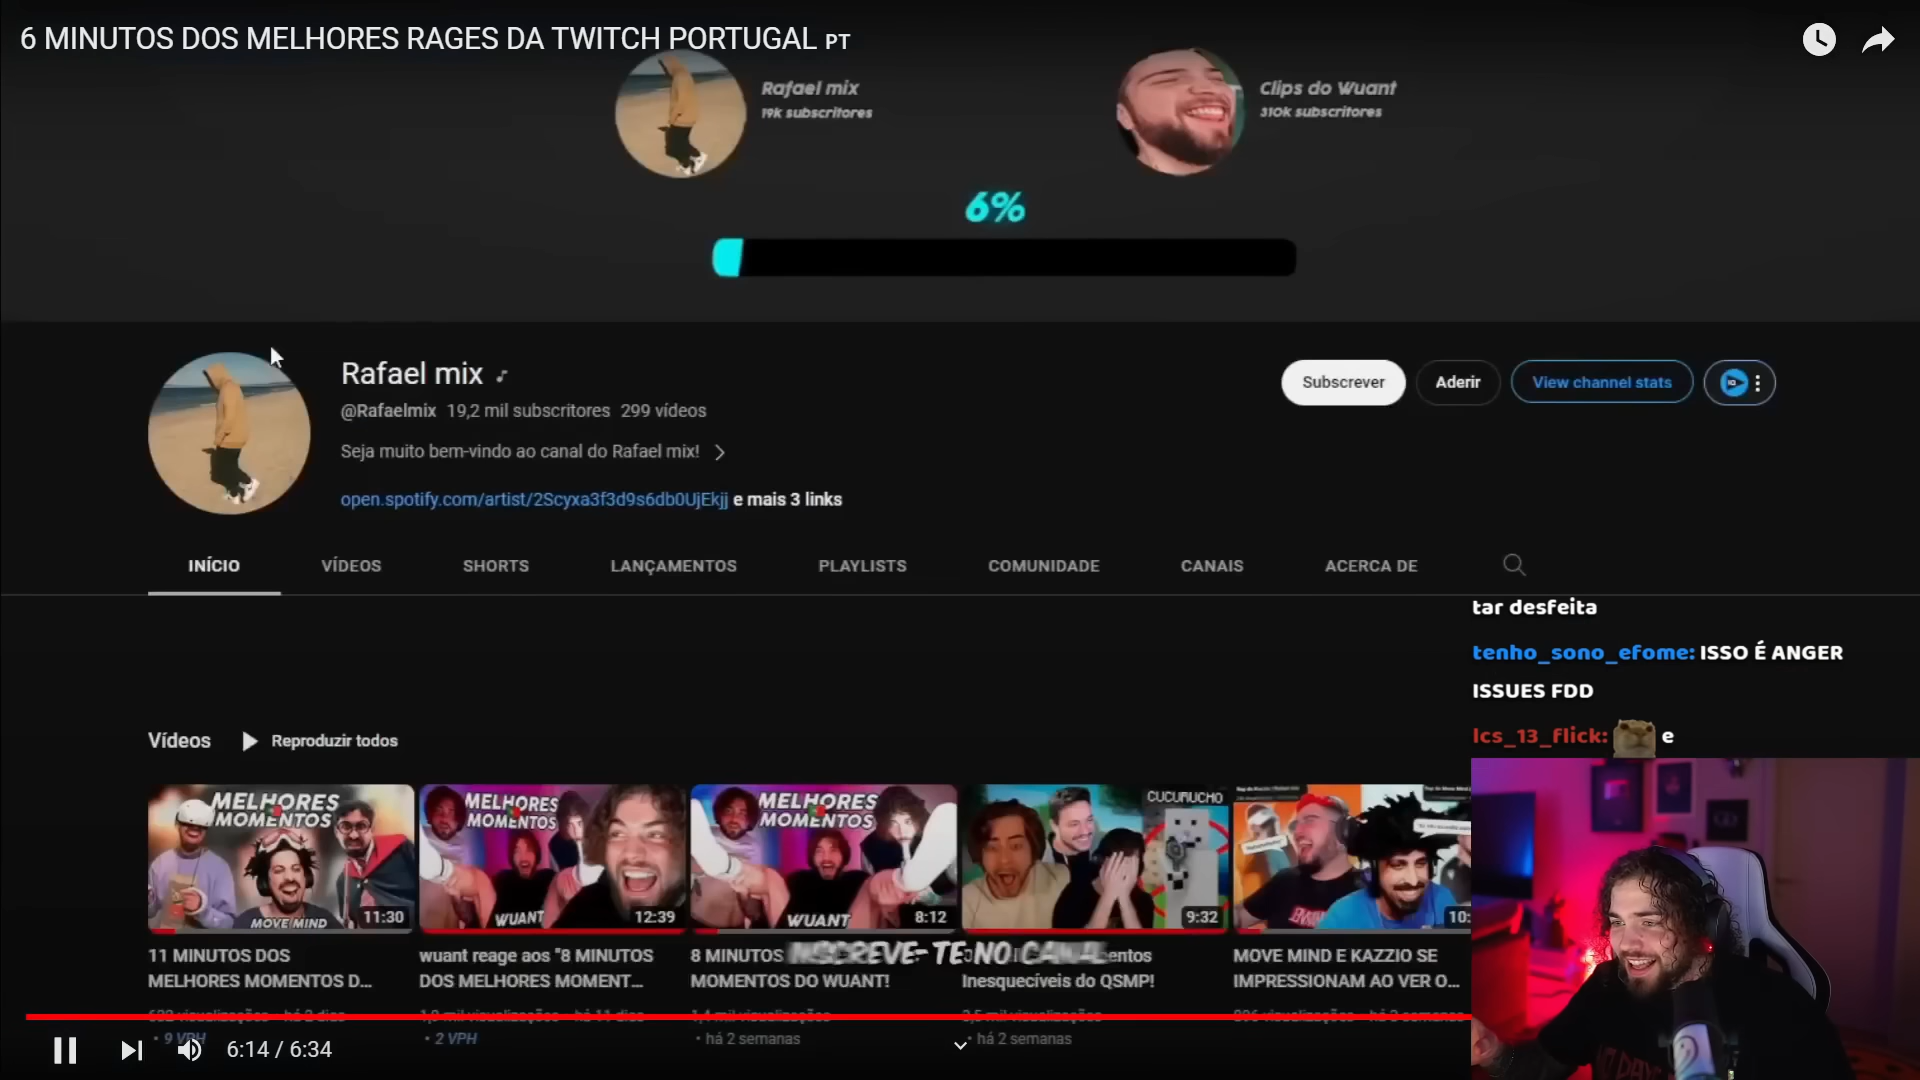 6 MINUTOS DOS MELHORES RAGES DA TWITCH PORTUGAL PT
Rafael mix
19k subscritores
Clips do Wuant
310k subscritores
6%
Rafael mix
@Rafaelmix 19,2 mil subscritores 299 vídeos
Seja muito bem-vindo ao canal do Rafael mix!
open.spotify.com/artist/2Scyxa3f3d9s6db0UjEkjj e mais 3 links
Subscrever
Aderir
View channel stats
INÍCIO VÍDEOS SHORTS LANÇAMENTOS PLAYLISTS COMUNIDADE CANAIS ACERCA DE
tar desfeita
tenho_sono_efome: ISSO É ANGER
ISSUES FDD
lcs_13_flick: e
Vídeos Reproduzir todos
MELHORES
MOMENTOS
MOVE MIND
11:30
MELHORES
MOMENTOS
WUANT
12:39
MELHORES
MOMENTOS
WUANT
8:12
CUCURUCHO
9:32
10:
11 MINUTOS DOS
MELHORES MOMENTOS D...
wuant reage aos "8 MINUTOS
DOS MELHORES MOMENT...
8 MINUTOS
MOMENTOS DO WUANT!
Inesquecíveis do QSMP!
MOVE MIND E KAZZIO SE
IMPRESSIONAM AO VER O...
INSCREVE-TE NO CANAL
• 9 VPH
• 2 VPH
• há 2 semanas
• há 2 semanas
6:14 / 6:34